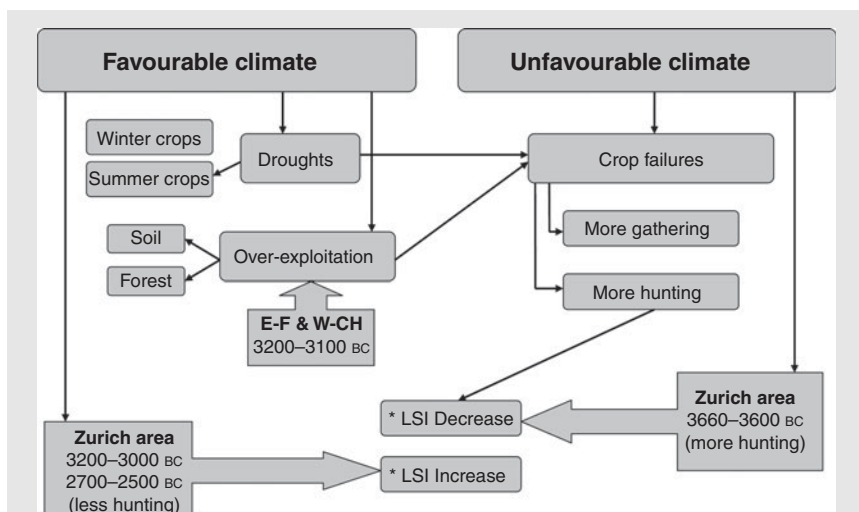 Favourable climate
Unfavourable climate
Winter crops
Summer crops
Droughts
Crop failures
Soil
Forest
Over-exploitation
More gathering
More hunting
E-F & W-CH
3200–3100 BC
* LSI Decrease
Zurich area
3660–3600 BC
(more hunting)
Zurich area
3200–3000 BC
2700–2500 BC
(less hunting)
* LSI Increase